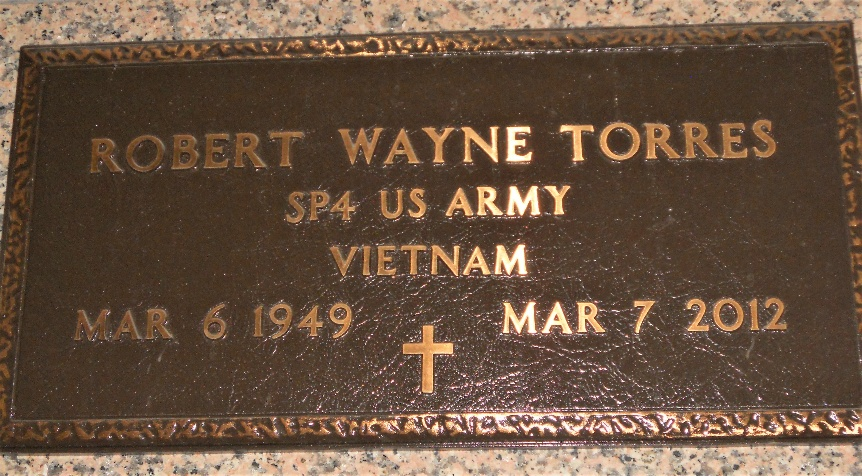 ROBERT WAYNE TORRES
SP4 US ARMY
VIETNAM
MAR 6 1949 MAR 7 2012